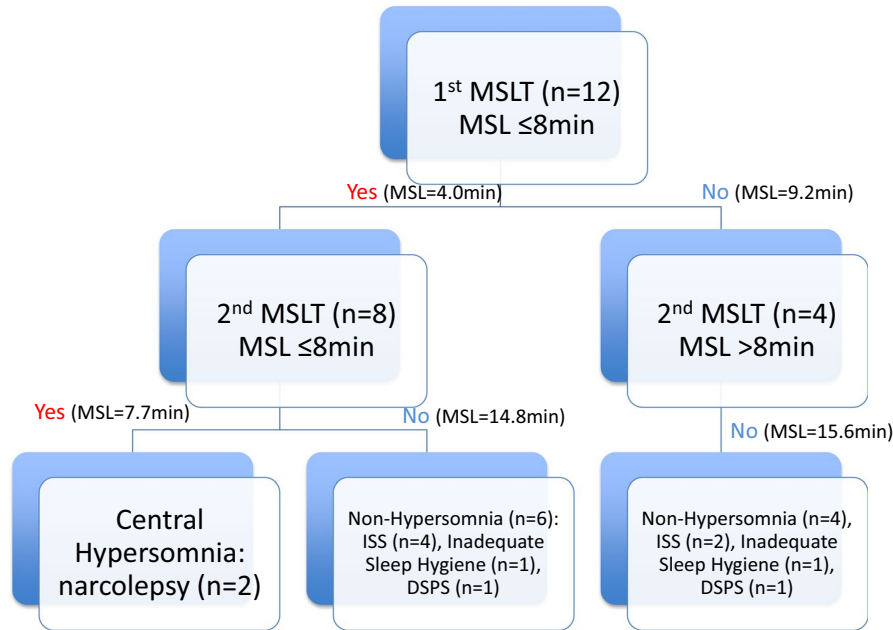 1st MSLT (n=12)
MSL ≤8min
Yes (MSL=4.0min)
No (MSL=9.2min)
2nd MSLT (n=8)
MSL ≤8min
2nd MSLT (n=4)
MSL >8min
Yes (MSL=7.7min)
No (MSL=14.8min)
No (MSL=15.6min)
Central
Hypersomnia:
narcolepsy (n=2)
Non-Hypersomnia (n=6):
ISS (n=4), Inadequate
Sleep Hygiene (n=1),
DSPS (n=1)
Non-Hypersomnia (n=4),
ISS (n=2), Inadequate
Sleep Hygiene (n=1),
DSPS (n=1)